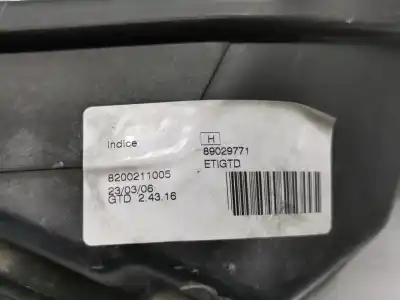 Indice
H
89029771
ETIGTD
8200211005
23/03/06
GTD 2.43.16